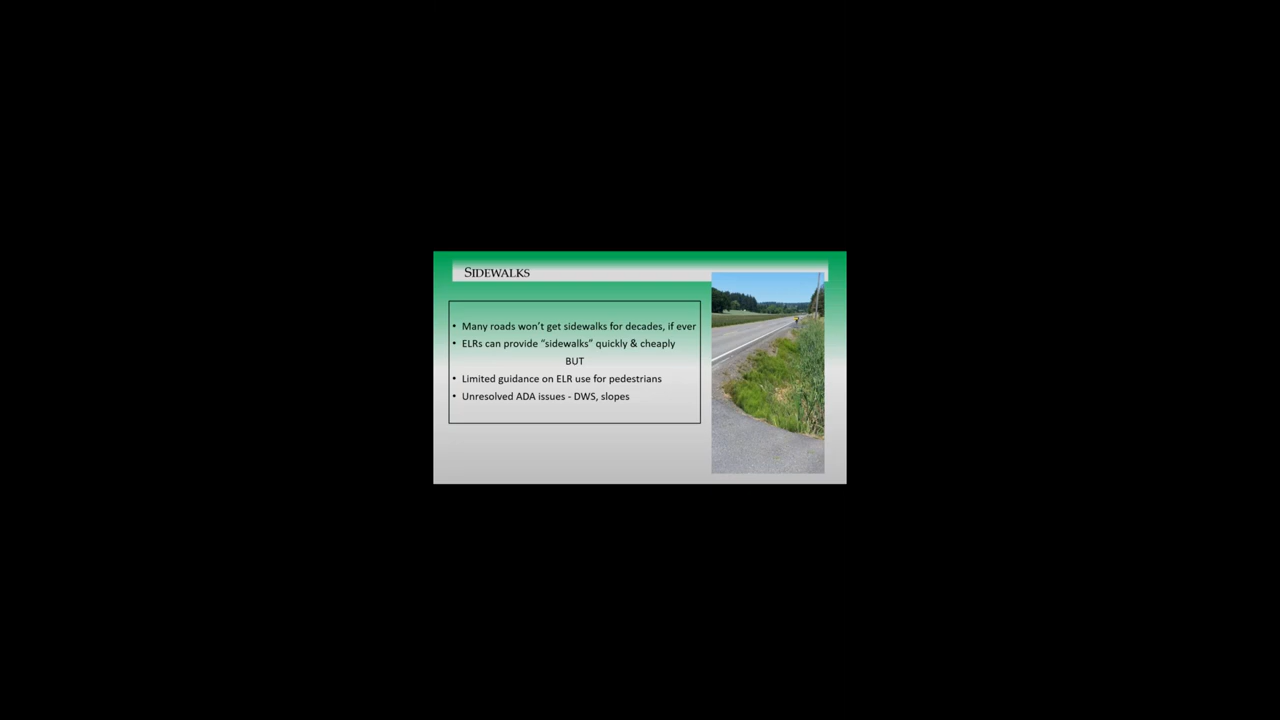 SIDEWALKS
• Many roads won’t get sidewalks for decades, if ever
• ELRs can provide “sidewalks” quickly & cheaply
BUT
• Limited guidance on ELR use for pedestrians
• Unresolved ADA issues - DWS, slopes